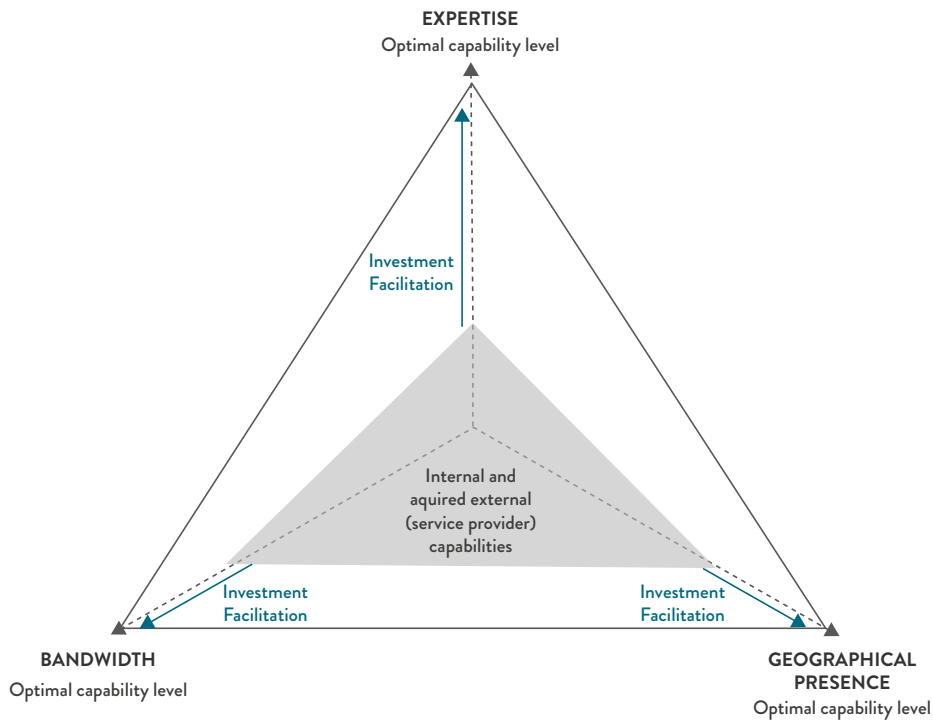 EXPERTISE
Optimal capability level
Investment
Facilitation
Internal and
aquired external
(service provider)
capabilities
Investment
Facilitation
Investment
Facilitation
BANDWIDTH
Optimal capability level
GEOGRAPHICAL
PRESENCE
Optimal capability level